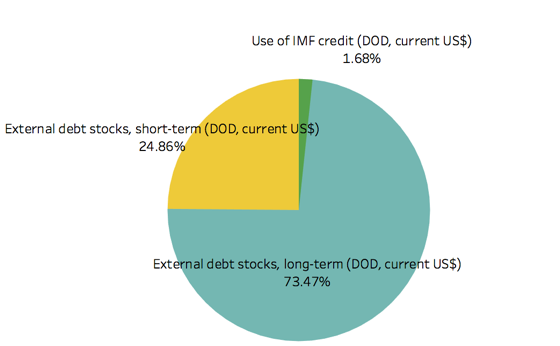 Use of IMF credit (DOD, current US$)
1.68%
External debt stocks, short-term (DOD, current US$)
24.86%
External debt stocks, long-term (DOD, current US$)
73.47%